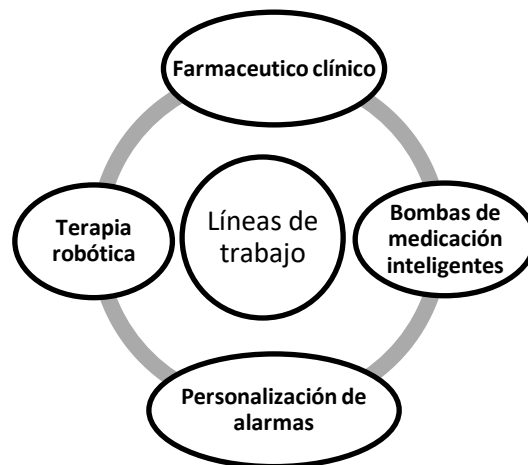 Farmaceutico clínico
Terapia
robótica
Líneas de
trabajo
Bombas de
medicación
inteligentes
Personalización de
alarmas